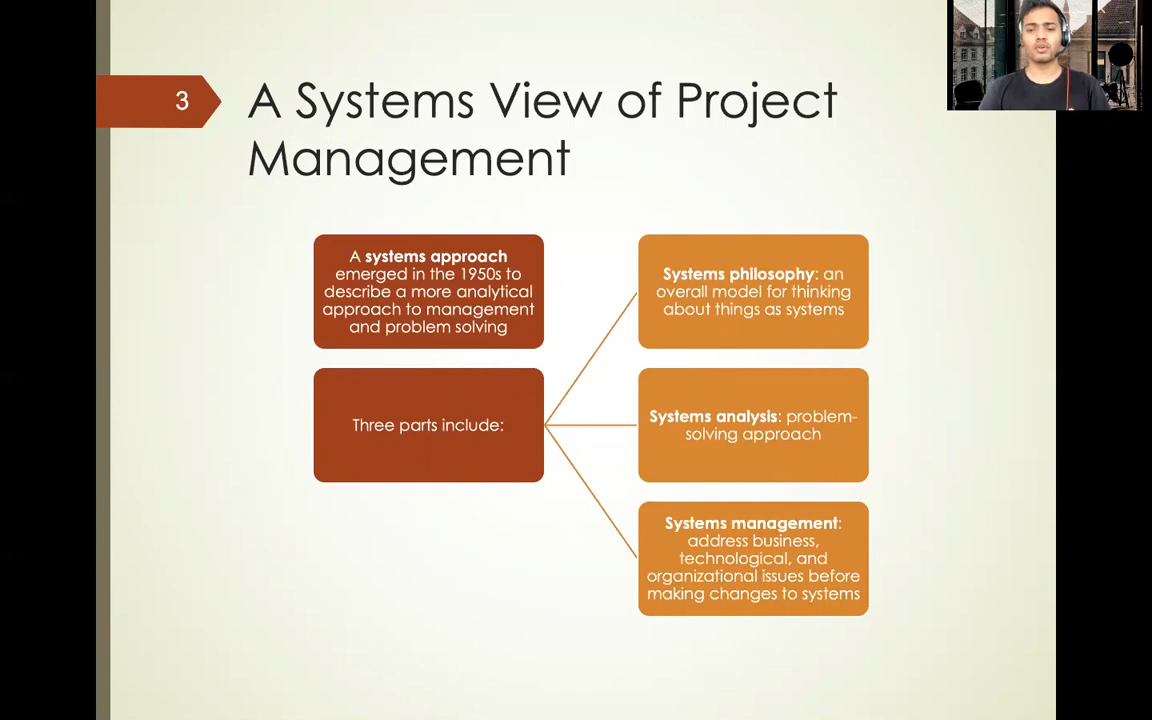 3
A Systems View of Project
Management
A systems approach
emerged in the 1950s to
describe a more analytical
approach to management
and problem solving
Three parts include:
Systems philosophy: an
overall model for thinking
about things as systems
Systems analysis: problem-
solving approach
Systems management:
address business,
technological, and
organizational issues before
making changes to systems